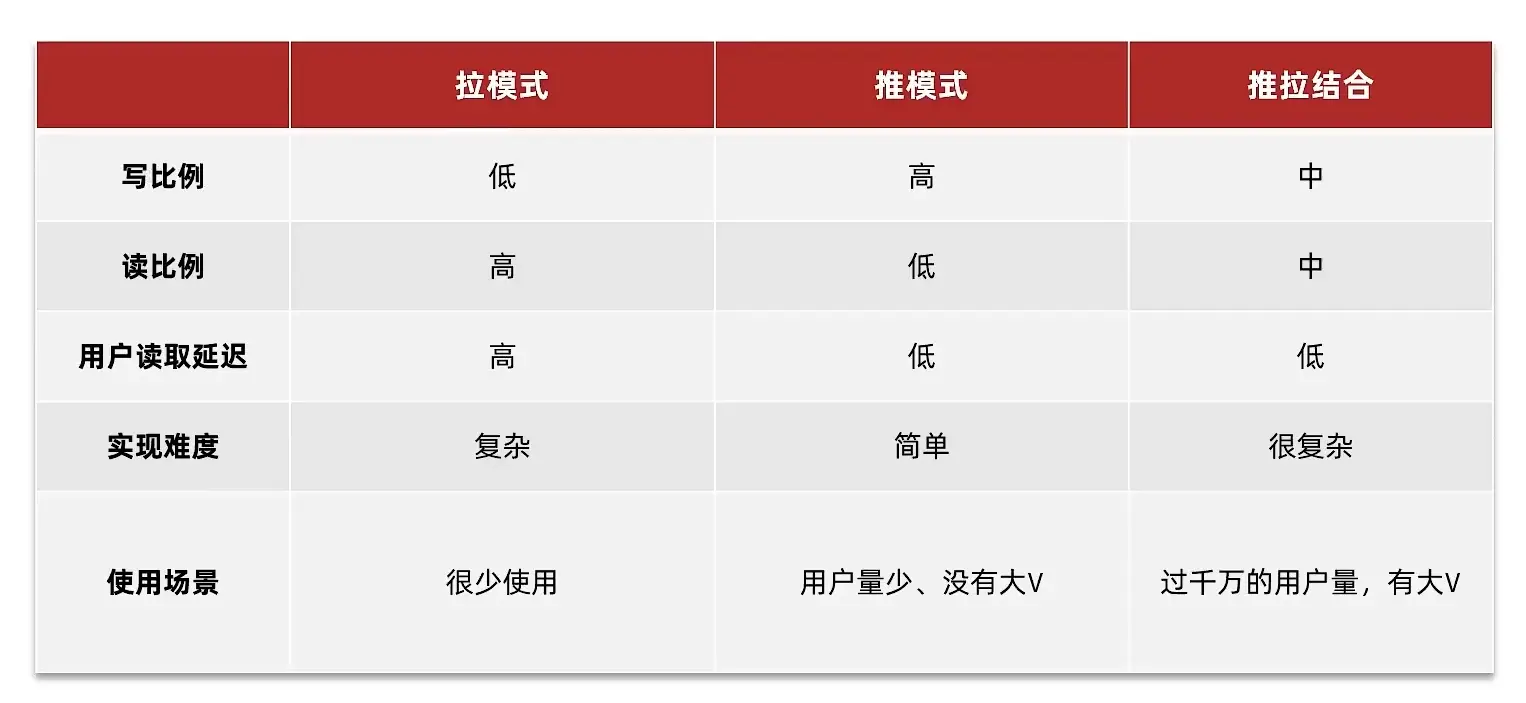 拉模式 推模式 推拉结合
写比例 低 高 中
读比例 高 低 中
用户读取延迟 高 低 低
实现难度 复杂 简单 很复杂
使用场景 很少使用 用户量少、没有大V 过千万的用户量，有大V